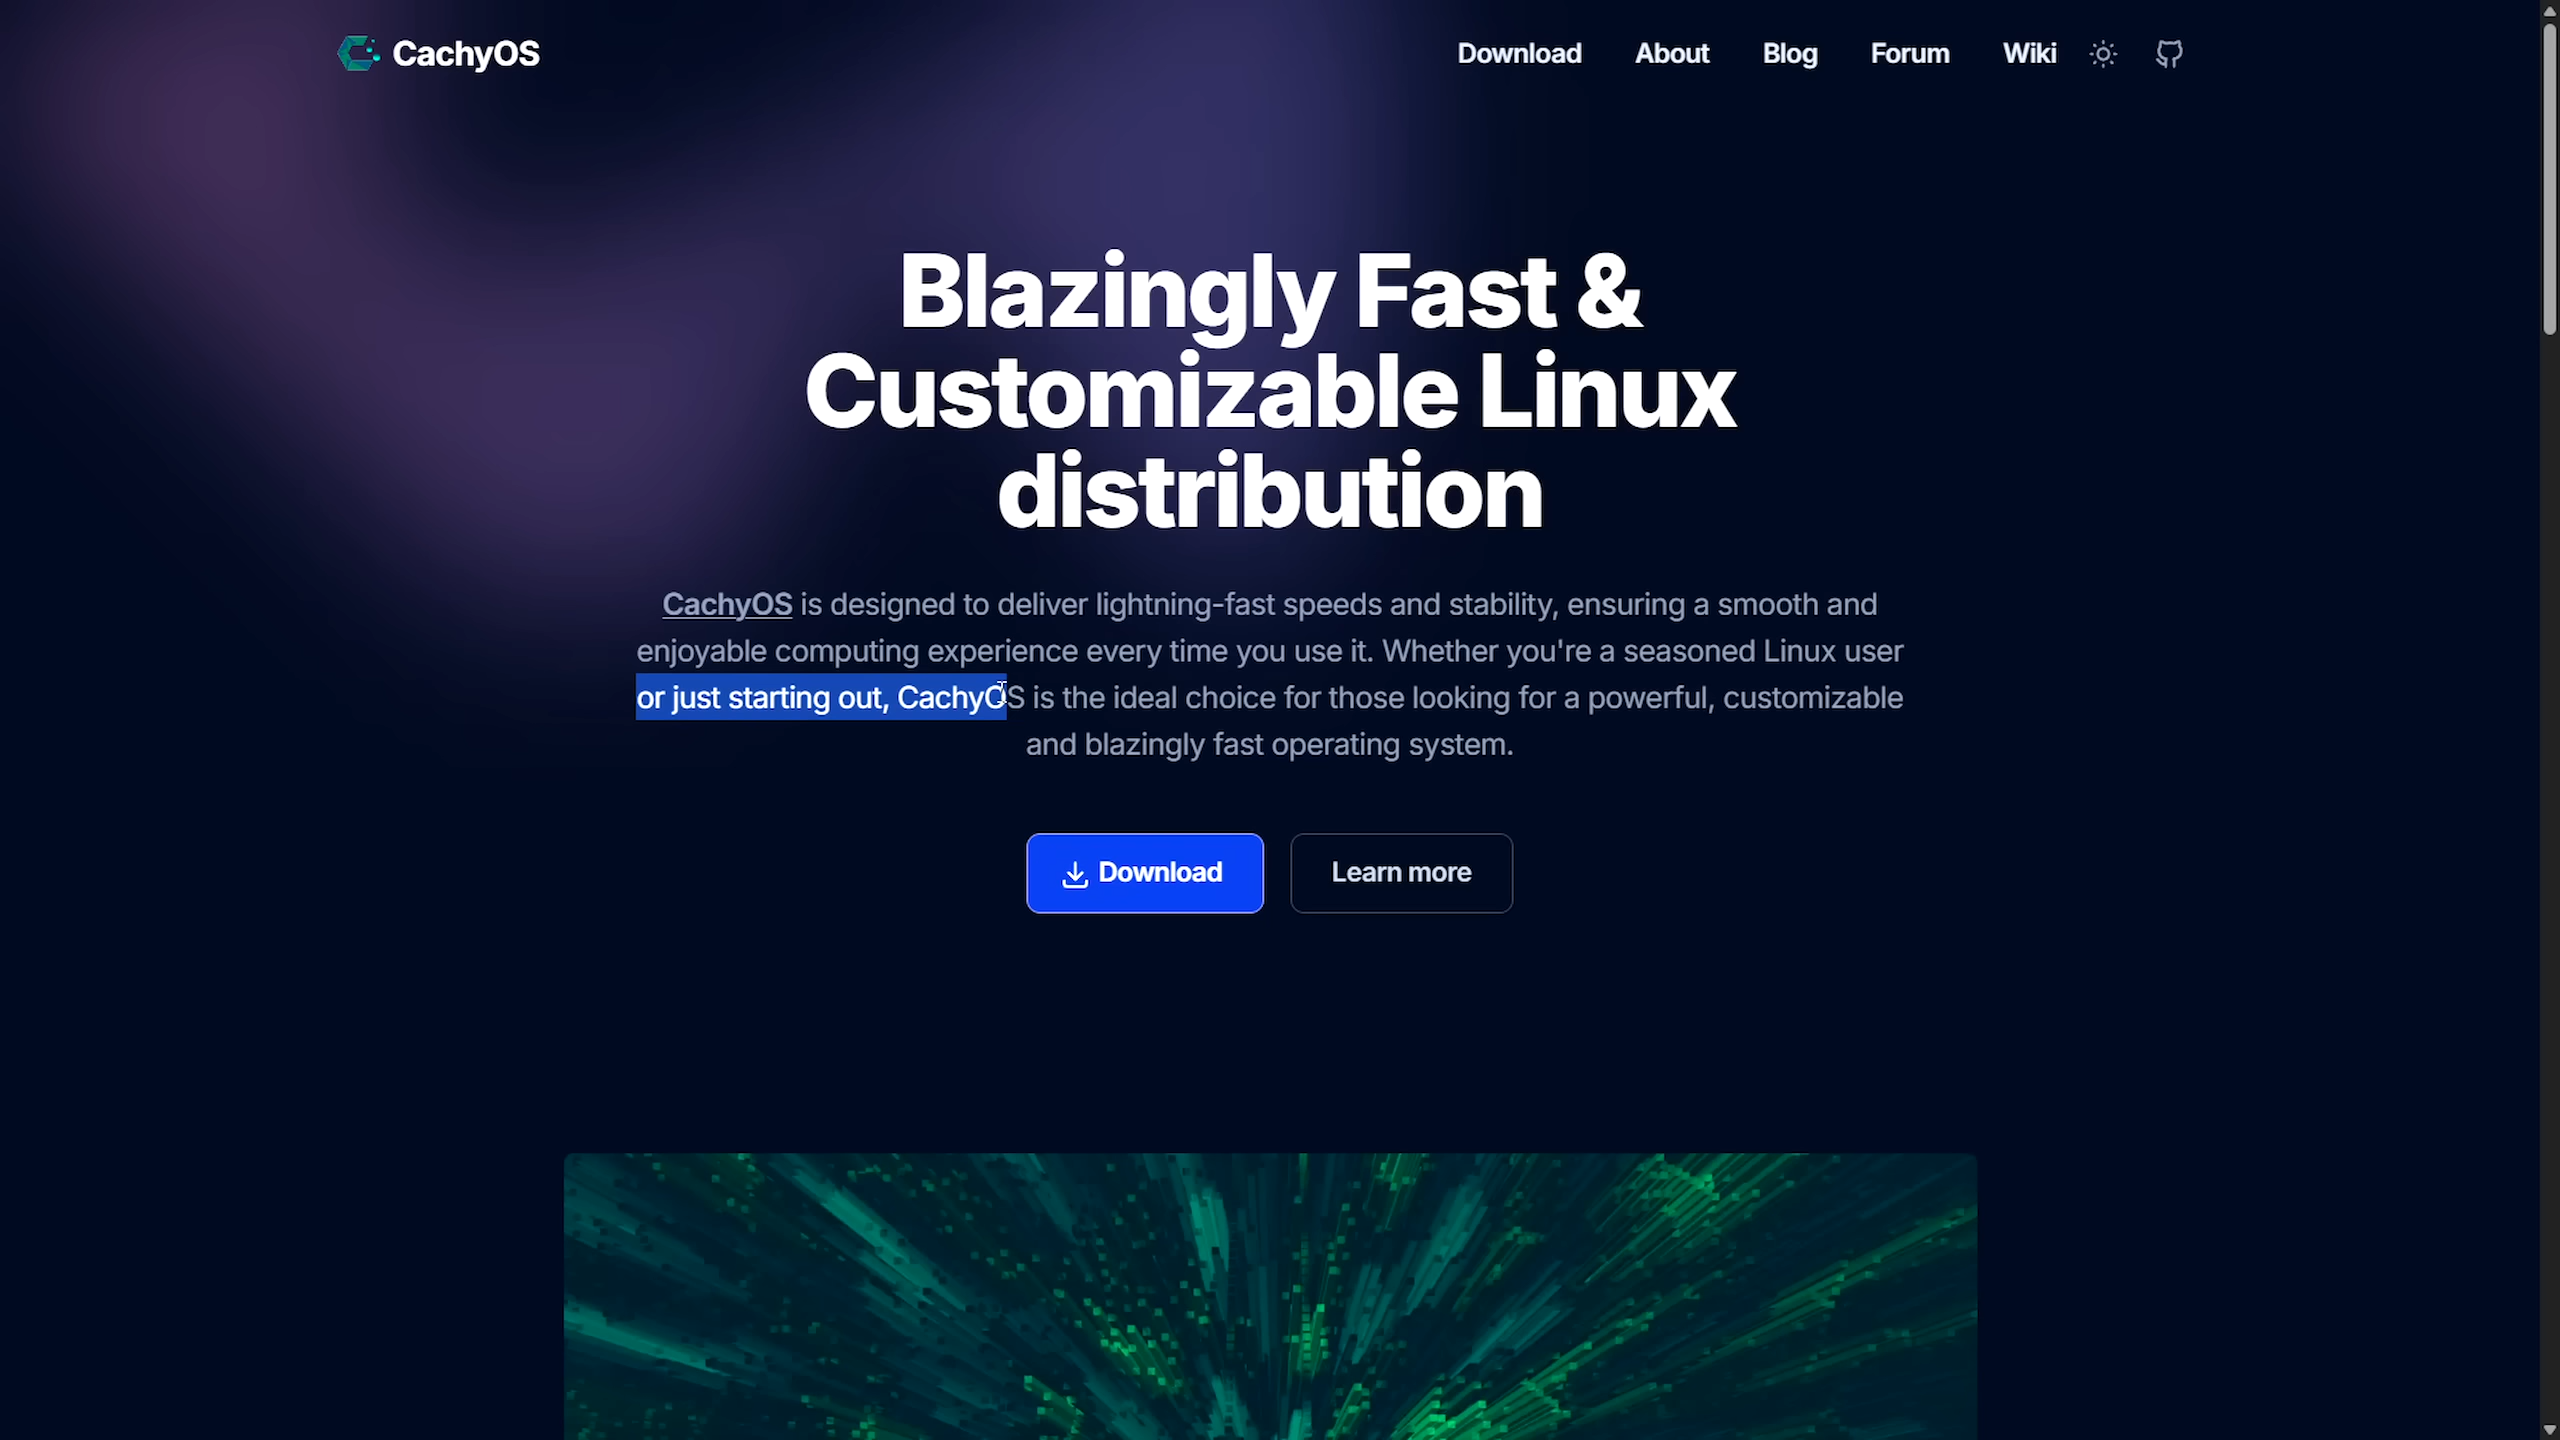 CachyOS
Download About Blog Forum Wiki
Blazingly Fast &
Customizable Linux
distribution
CachyOS is designed to deliver lightning-fast speeds and stability, ensuring a smooth and
enjoyable computing experience every time you use it. Whether you're a seasoned Linux user
or just starting out, CachyOS is the ideal choice for those looking for a powerful, customizable
and blazingly fast operating system.
Download
Learn more